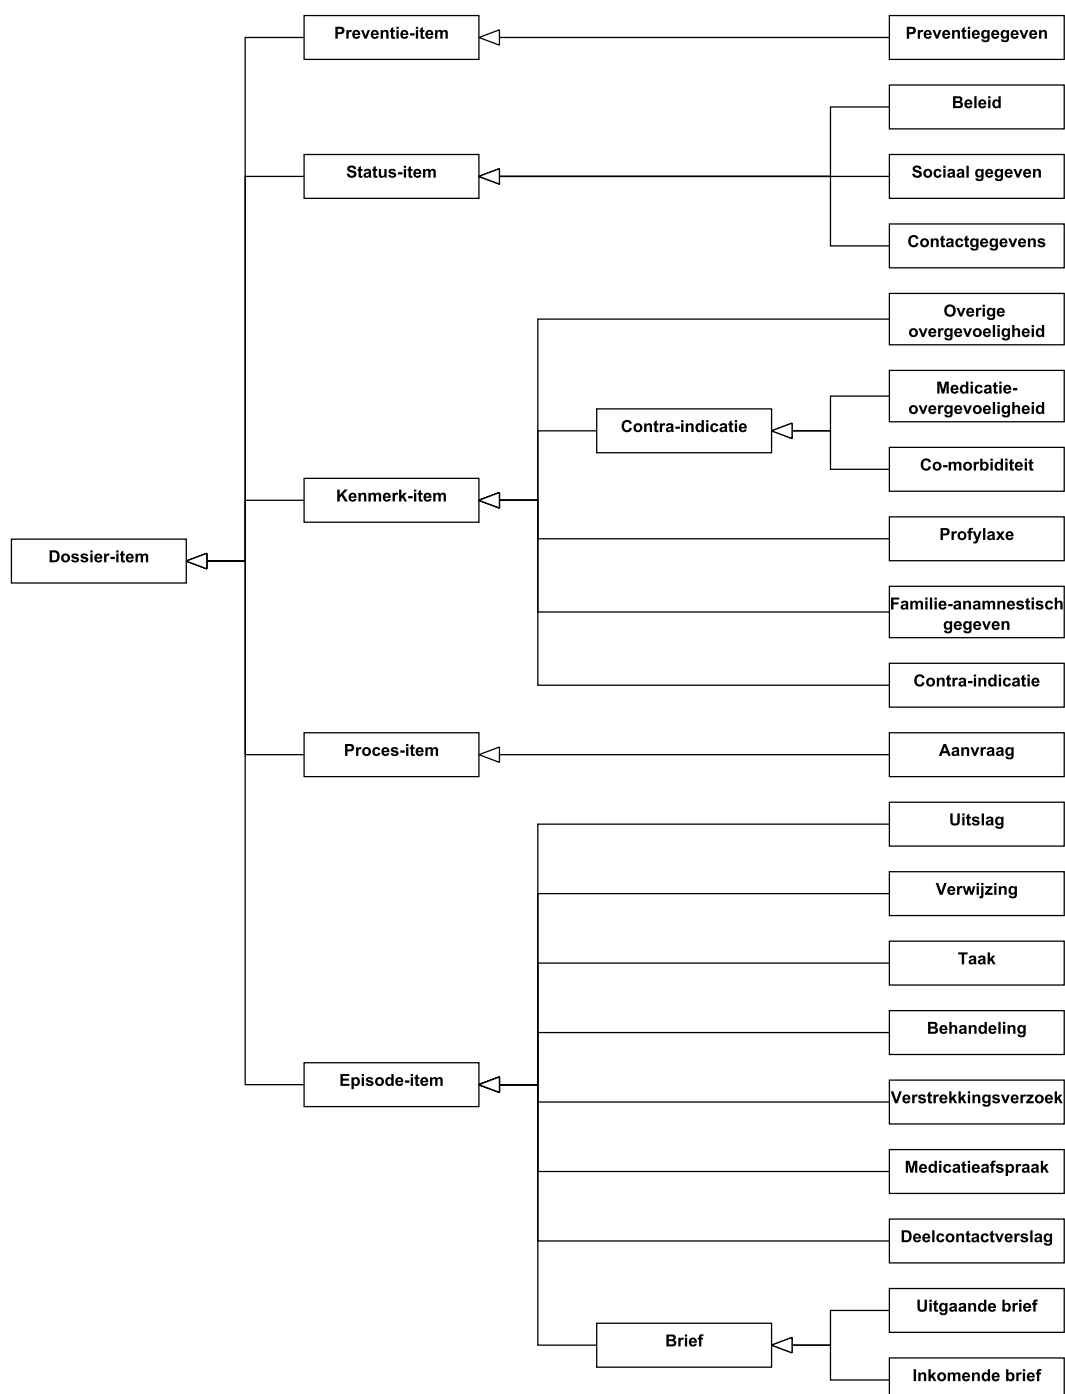 Preventie-item
Preventiegegeven
Beleid
Status-item
Sociaal gegeven
Contactgegevens
Overige
overgevoeligheid
Medicatie-
overgevoeligheid
Contra-indicatie
Co-morbiditeit
Kenmerk-item
Profylaxe
Dossier-item
Familie-anamnestisch
gegeven
Contra-indicatie
Proces-item
Aanvraag
Uitslag
Verwijzing
Taak
Behandeling
Episode-item
Verstrekkingsverzoek
Medicatieafspraak
Deelcontactverslag
Uitgaande brief
Brief
Inkomende brief